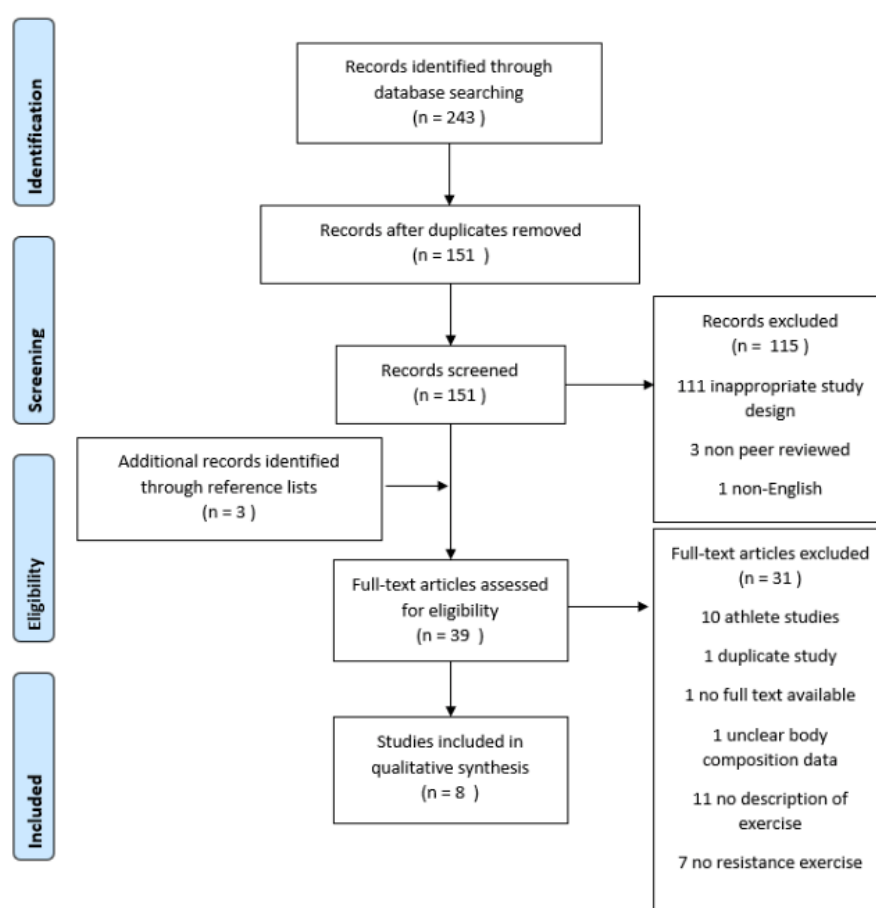 Identification
Records identified through
database searching
(n = 243 )
Records after duplicates removed
(n = 151 )
Screening
Records screened
(n = 151 )
Records excluded
(n = 115 )
111 inappropriate study
design
3 non peer reviewed
1 non-English
Additional records identified
through reference lists
(n = 3 )
Eligibility
Full-text articles assessed
for eligibility
(n = 39 )
Full-text articles excluded
(n = 31 )
10 athlete studies
1 duplicate study
1 no full text available
1 unclear body
composition data
11 no description of
exercise
7 no resistance exercise
Included
Studies included in
qualitative synthesis
(n = 8 )